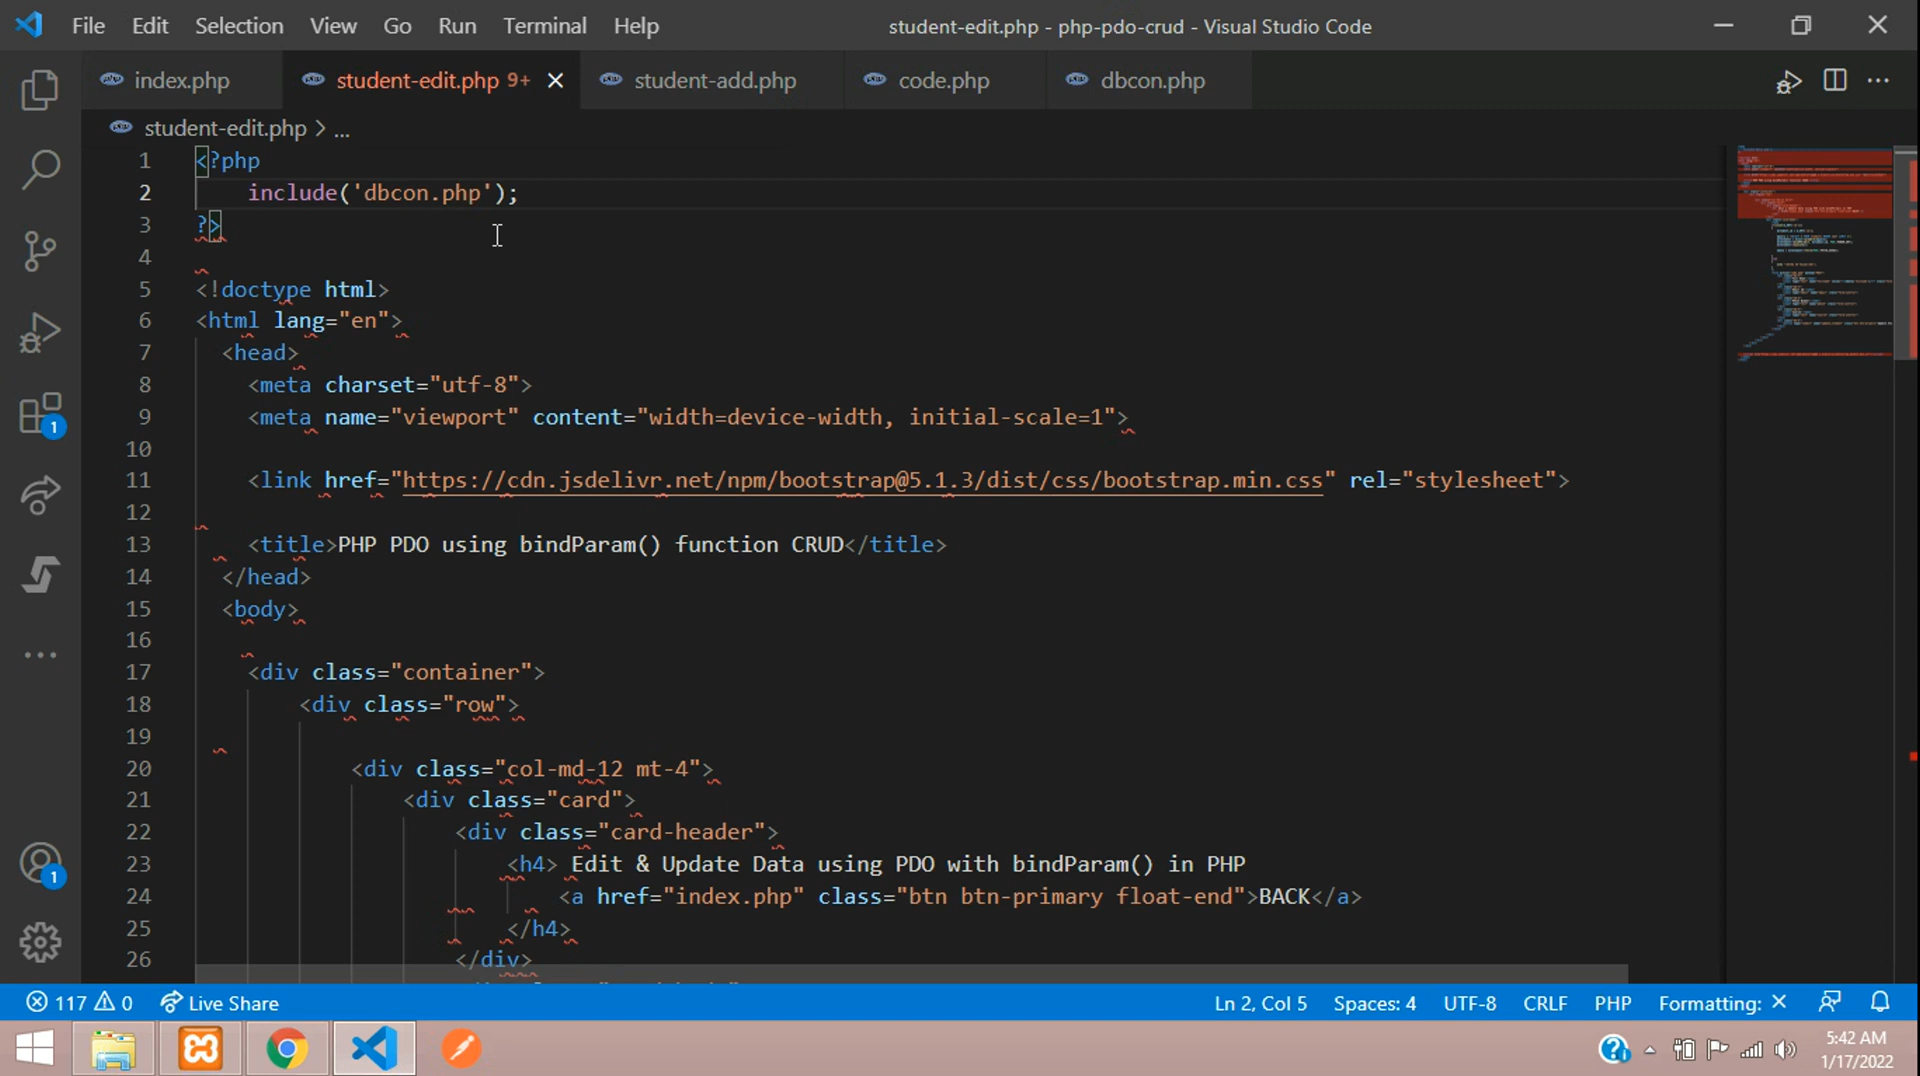 File Edit Selection View Go Run Terminal Help student-edit.php - php-pdo-crud - Visual Studio Code
index.php student-edit.php 9+ student-add.php code.php dbcon.php
student-edit.php > ...
1 <?php
2 include('dbcon.php');
3 ?>
4
5 <!doctype html>
6 <html lang="en">
7 <head>
8 <meta charset="utf-8">
9 <meta name="viewport" content="width=device-width, initial-scale=1">
10
11 <link href="https://cdn.jsdelivr.net/npm/bootstrap@5.1.3/dist/css/bootstrap.min.css" rel="stylesheet">
12
13 <title>PHP PDO using bindParam() function CRUD</title>
14 </head>
15 <body>
16
17 <div class="container">
18 <div class="row">
19
20 <div class="col-md-12 mt-4">
21 <div class="card">
22 <div class="card-header">
23 <h4> Edit & Update Data using PDO with bindParam() in PHP
24 <a href="index.php" class="btn btn-primary float-end">BACK</a>
25 </h4>
26 </div>
1
1
117 0 Live Share Ln 2, Col 5 Spaces: 4 UTF-8 CRLF PHP Formatting: ×
5:42 AM
1/17/2022